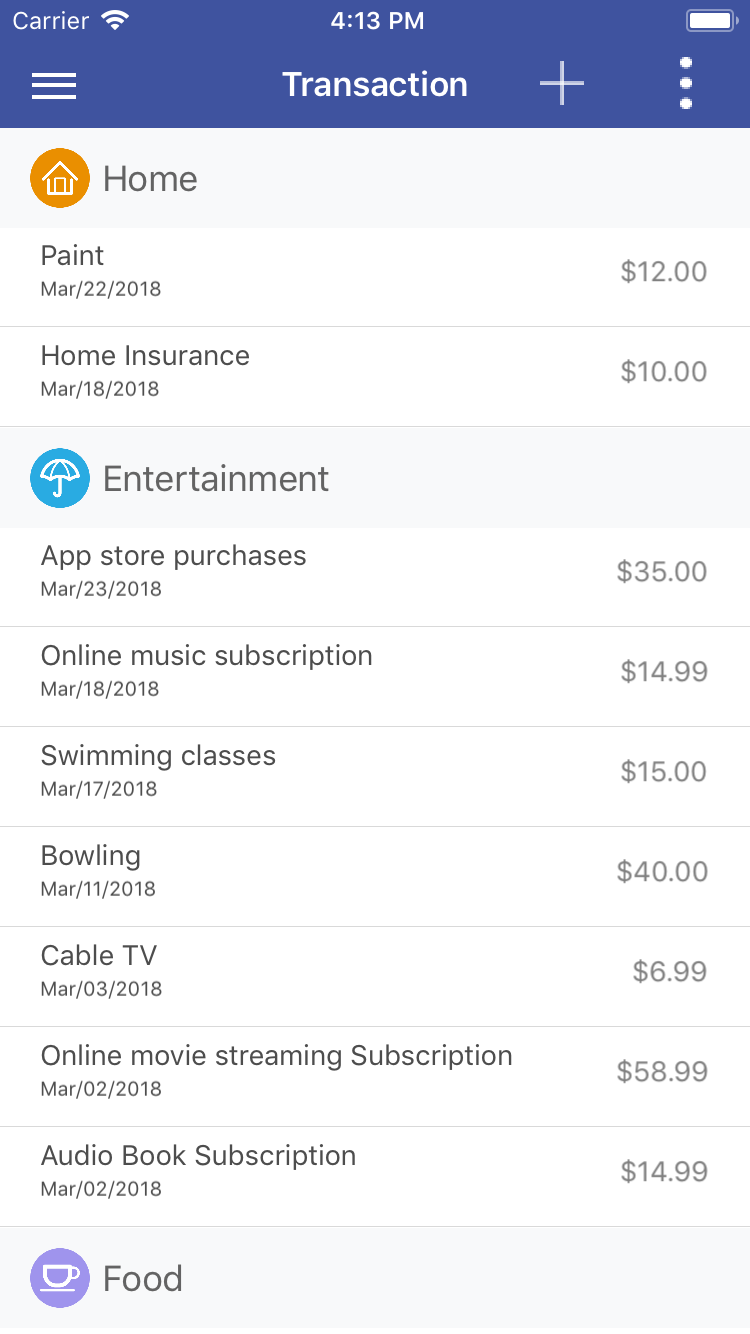 Carrier 4:13 PM
Transaction
Home
Paint
Mar/22/2018
$12.00
Home Insurance
Mar/18/2018
$10.00
Entertainment
App store purchases
Mar/23/2018
$35.00
Online music subscription
Mar/18/2018
$14.99
Swimming classes
Mar/17/2018
$15.00
Bowling
Mar/11/2018
$40.00
Cable TV
Mar/03/2018
$6.99
Online movie streaming Subscription
Mar/02/2018
$58.99
Audio Book Subscription
Mar/02/2018
$14.99
Food